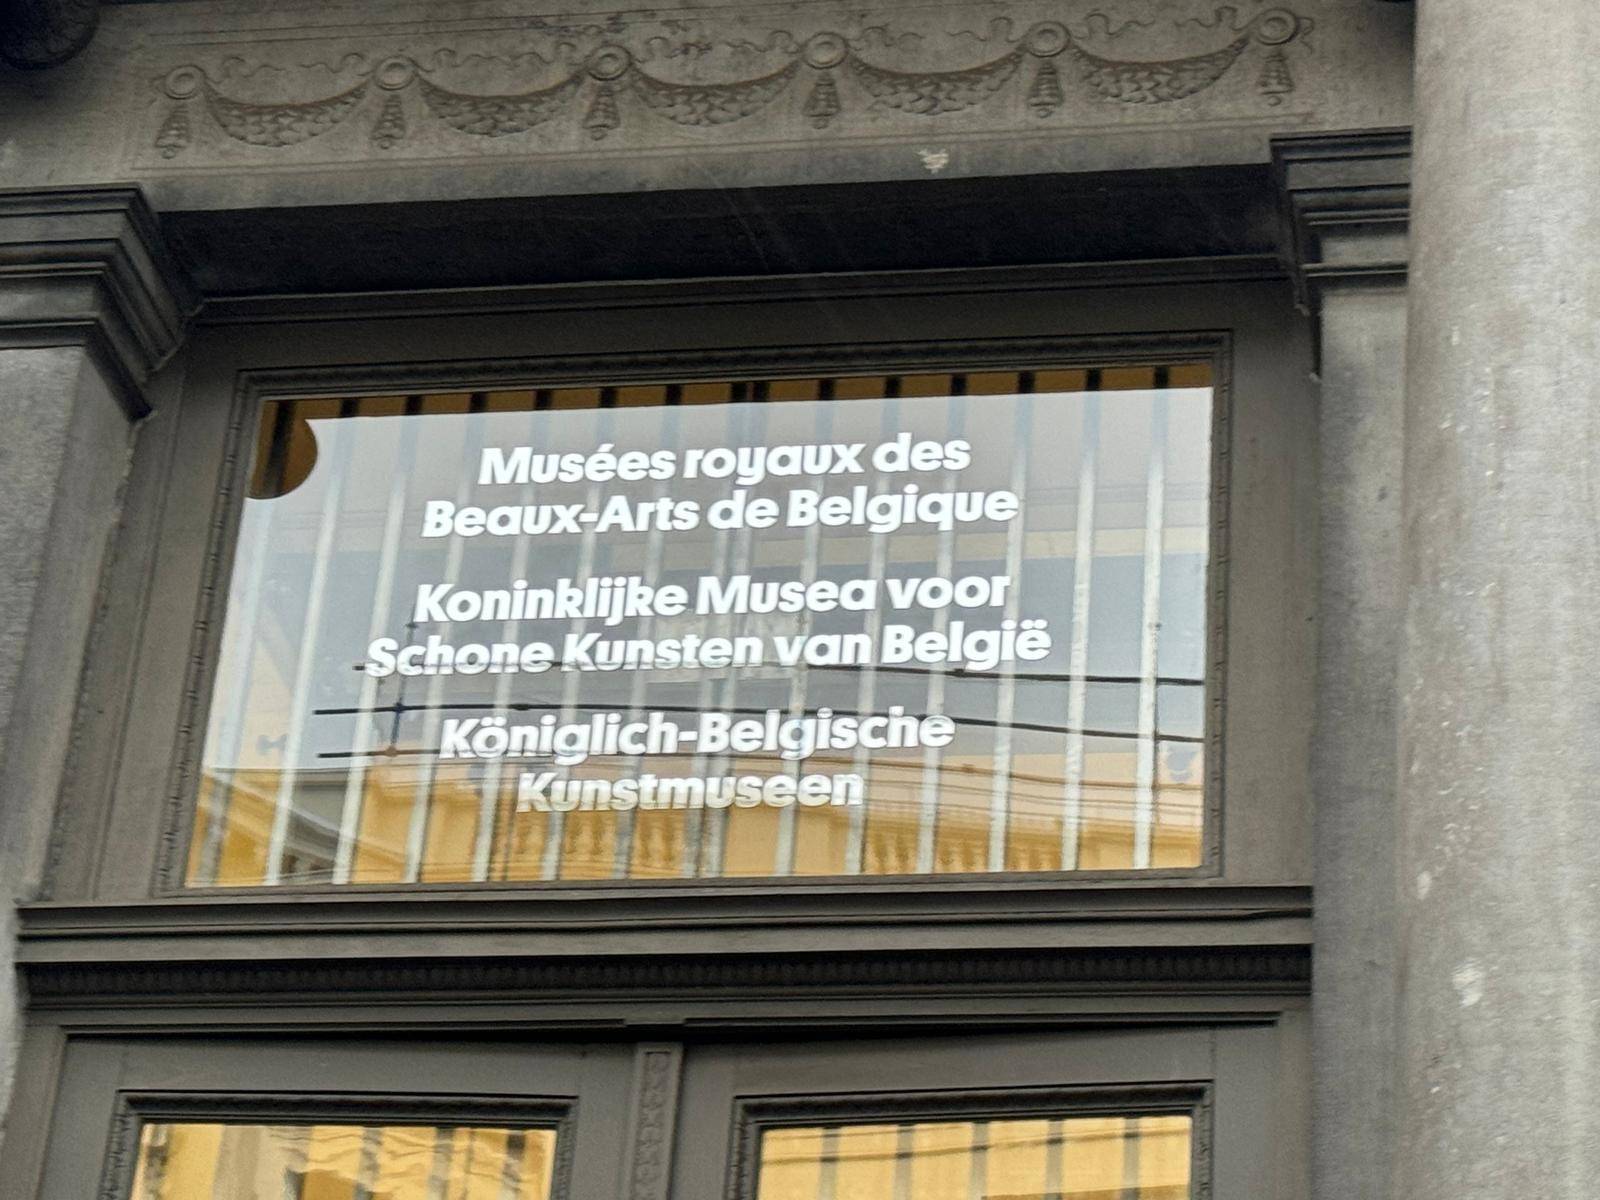 Musées royaux des
Beaux-Arts de Belgique
Koninklijke Musea voor
Schone Kunsten van België
Königlich-Belgische
Kunstmuseen